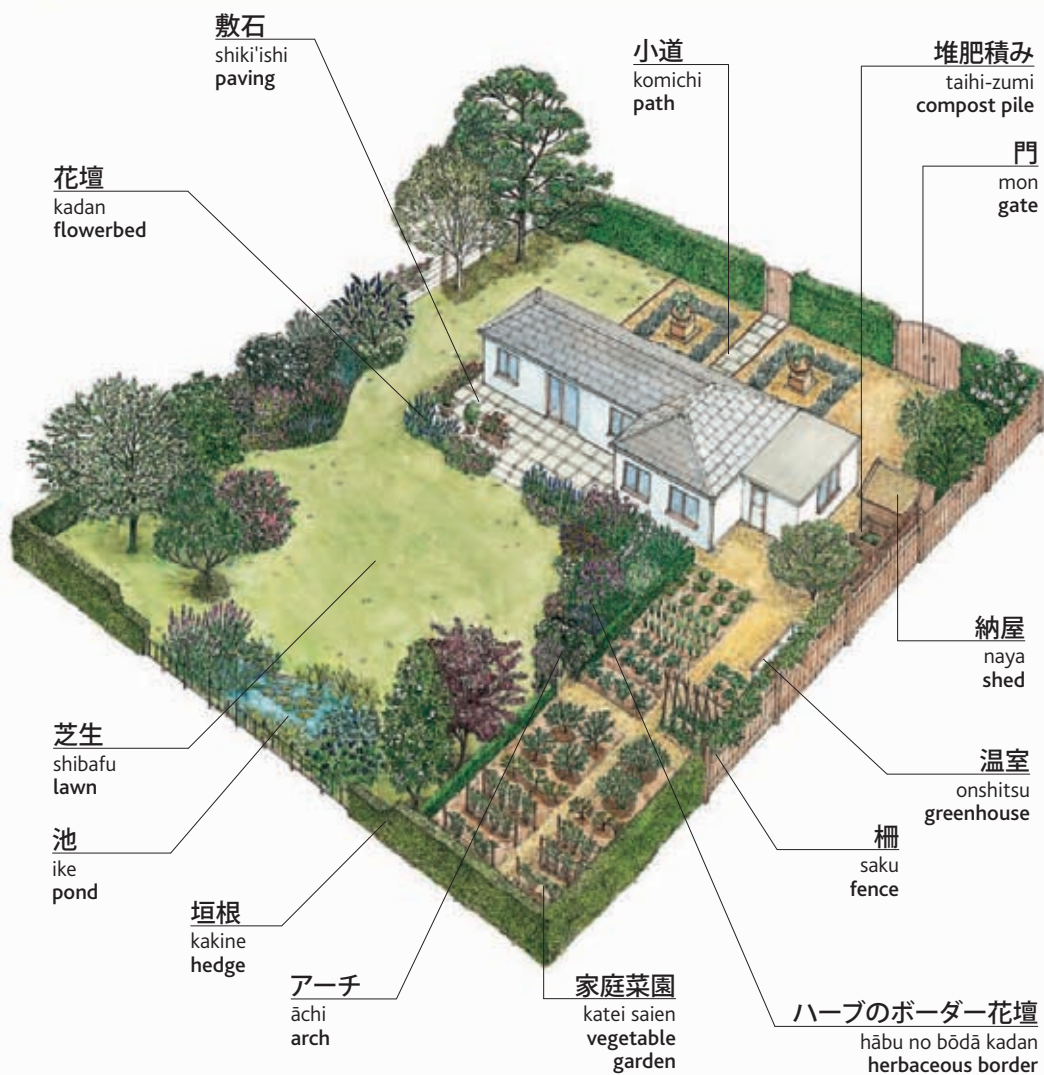 敷石
shiki'ishi
paving
小道
komichi
path
堆肥積み
taihi-zumi
compost pile
門
mon
gate
花壇
kadan
flowerbed
納屋
naya
shed
芝生
shibafu
lawn
温室
onshitsu
greenhouse
池
ike
pond
柵
saku
fence
垣根
kakine
hedge
アーチ
āchi
arch
家庭菜園
katei saien
vegetable
garden
ハーブのボーダー花壇
hābu no bōdā kadan
herbaceous border